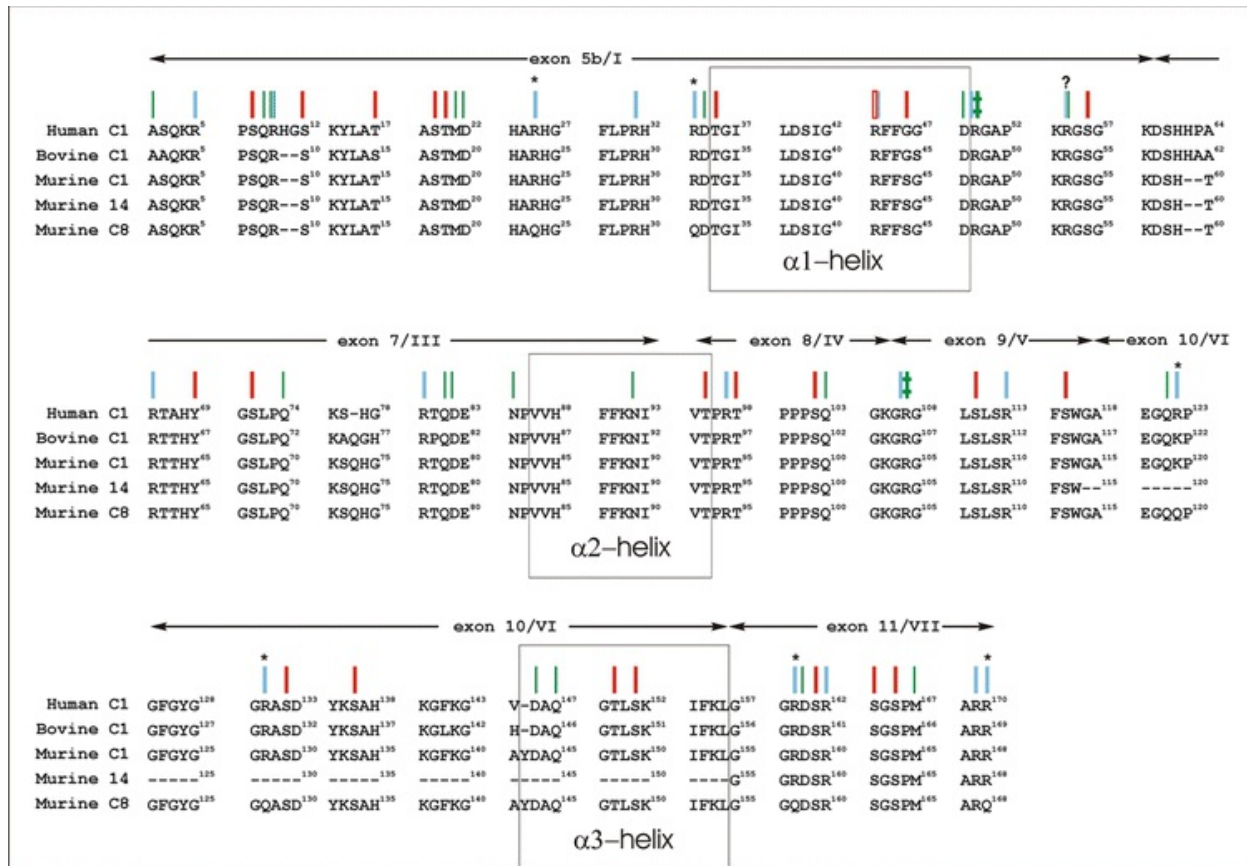 exon 5b/I
* * ?
Human C1 ASQKR5 PSQRHGS12 KYLAT17 ASTMD22 HARHG27 FLPRH32 RDTGI37 LDSIG42 RFFGG47 DRGAP52 KRGSG57 KDSHHPA64
Bovine C1 AAQKR5 PSQR--S10 KYLAS15 ASTMD20 HARHG25 FLPRH30 RDTGI35 LDSIG40 RFFGS45 DRGAP50 KRGSG55 KDSHHAA62
Murine C1 ASQKR5 PSQR--S10 KYLAT15 ASTMD20 HARHG25 FLPRH30 RDTGI35 LDSIG40 RFFSG45 DRGAP50 KRGSG55 KDSH--T60
Murine 14 ASQKR5 PSQR--S10 KYLAT15 ASTMD20 HARHG25 FLPRH30 RDTGI35 LDSIG40 RFFSG45 DRGAP50 KRGSG55 KDSH--T60
Murine C8 ASQKR5 PSQR--S10 KYLAT15 ASTMD20 HAQHG25 FLPRH30 QDTGI35 LDSIG40 RFFSG45 DRGAP50 KRGSG55 KDSH--T60
α1-helix
exon 7/III exon 8/IV exon 9/V exon 10/VI
*
Human C1 RTAHY69 GSLPQ74 KS-HG78 RTQDE83 NPVVH88 FFKNI93 VTPRT98 PPPSQ103 GKGRG108 LSLSR113 FSWGA118 EGQRP123
Bovine C1 RTTHY67 GSLPQ72 KAQGH77 RPQDE82 NPVVH87 FFKNI92 VTPRT97 PPPSQ102 GKGRG107 LSLSR112 FSWGA117 EGQKP122
Murine C1 RTTHY65 GSLPQ70 KSQHG75 RTQDE80 NPVVH85 FFKNI90 VTPRT95 PPPSQ100 GKGRG105 LSLSR110 FSWGA115 EGQKP120
Murine 14 RTTHY65 GSLPQ70 KSQHG75 RTQDE80 NPVVH85 FFKNI90 VTPRT95 PPPSQ100 GKGRG105 LSLSR110 FSW--115 -----120
Murine C8 RTTHY65 GSLPQ70 KSQHG75 RTQDE80 NPVVH85 FFKNI90 VTPRT95 PPPSQ100 GKGRG105 LSLSR110 FSWGA115 EGQQP120
α2-helix
exon 10/VI exon 11/VII
* * *
Human C1 GFGYG128 GRASD133 YKSAH138 KGFKG143 V-DAQ147 GTLSK152 IFKLG157 GRDSR162 SGSPM167 ARR170
Bovine C1 GFGYG127 GRASD132 YKSAH137 KGLKG142 H-DAQ146 GTLSK151 IFKLG156 GRDSR161 SGSPM166 ARR169
Murine C1 GFGYG125 GRASD130 YKSAH135 KGFKG140 AYDAQ145 GTLSK150 IFKLG155 GRDSR160 SGSPM165 ARR168
Murine 14 -----125 -----130 -----135 -----140 -----145 -----150 ----G155 GRDSR160 SGSPM165 ARR168
Murine C8 GFGYG125 GQASD130 YKSAH135 KGFKG140 AYDAQ145 GTLSK150 IFKLG155 GQDSR160 SGSPM165 ARQ168
α3-helix